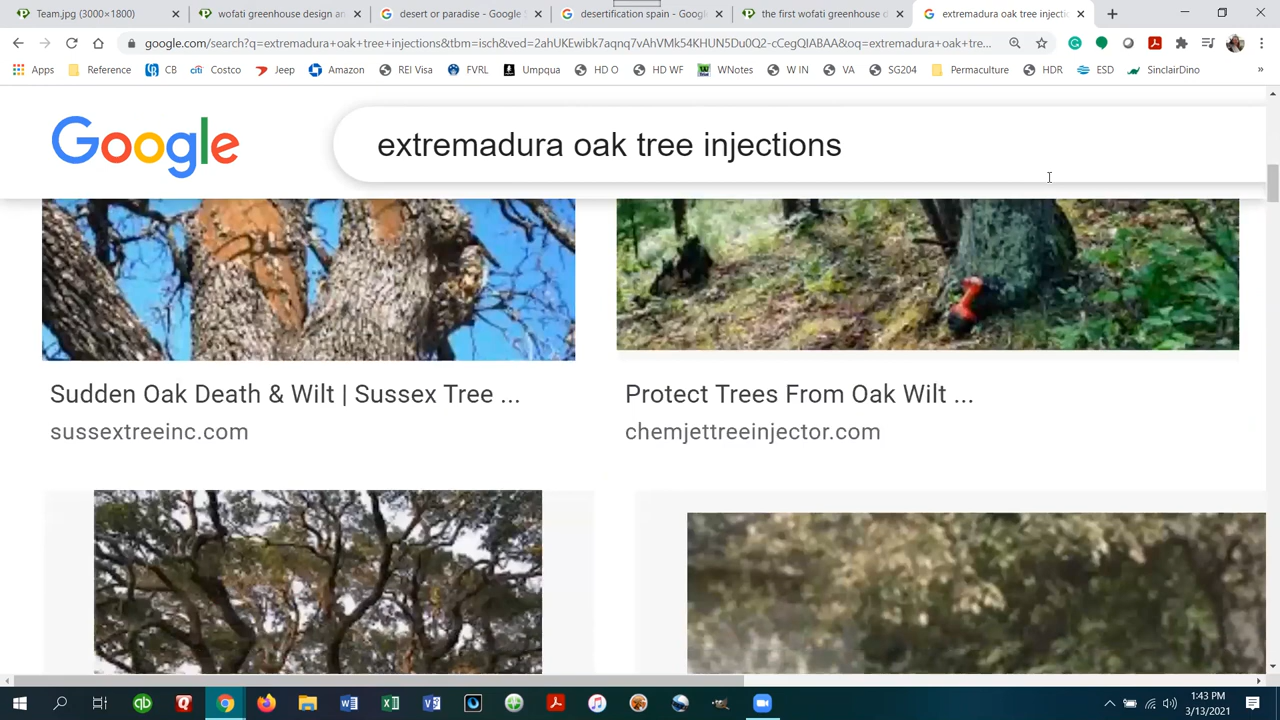 Team.jpg (3000×1800)
wofati greenhouse design an
desert or paradise - Google S
desertification spain - Google
the first wofati greenhouse d
extremadura oak tree injectio
google.com/search?q=extremadura+oak+tree+injections&tbm=isch&ved=2ahUKEwibk7aqnq7vAhVMk54KHUN5Du0Q2-cCegQIABAA&oq=extremadura+oak+tre...
Apps
Reference
CB
citi Costco
Jeep
Amazon
REI Visa
FVRL
Umpqua
HD O
HD WF
WNotes
W IN
VA
SG204
Permaculture
HDR
ESD
SinclairDino
»
Google
extremadura oak tree injections
Sudden Oak Death & Wilt | Sussex Tree ...
sussextreeinc.com
Protect Trees From Oak Wilt ...
chemjettreeinjector.com
1:43 PM
3/13/2021